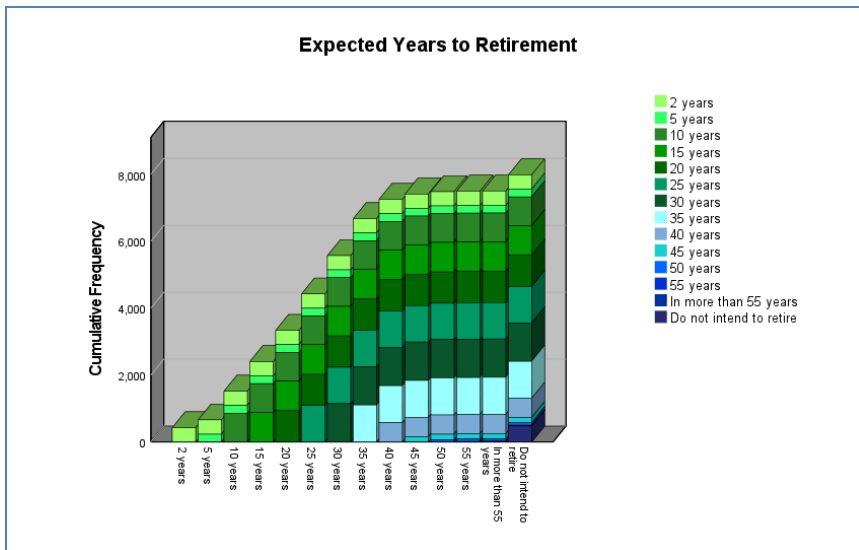 Expected Years to Retirement
2 years
5 years
10 years
15 years
20 years
25 years
30 years
35 years
40 years
45 years
50 years
55 years
In more than 55 years
Do not intend to retire
Cumulative Frequency
8,000
6,000
4,000
2,000
0
2 years
5 years
10 years
15 years
20 years
25 years
30 years
35 years
40 years
45 years
50 years
55 years
In more than 55
years
Do not intend to
retire